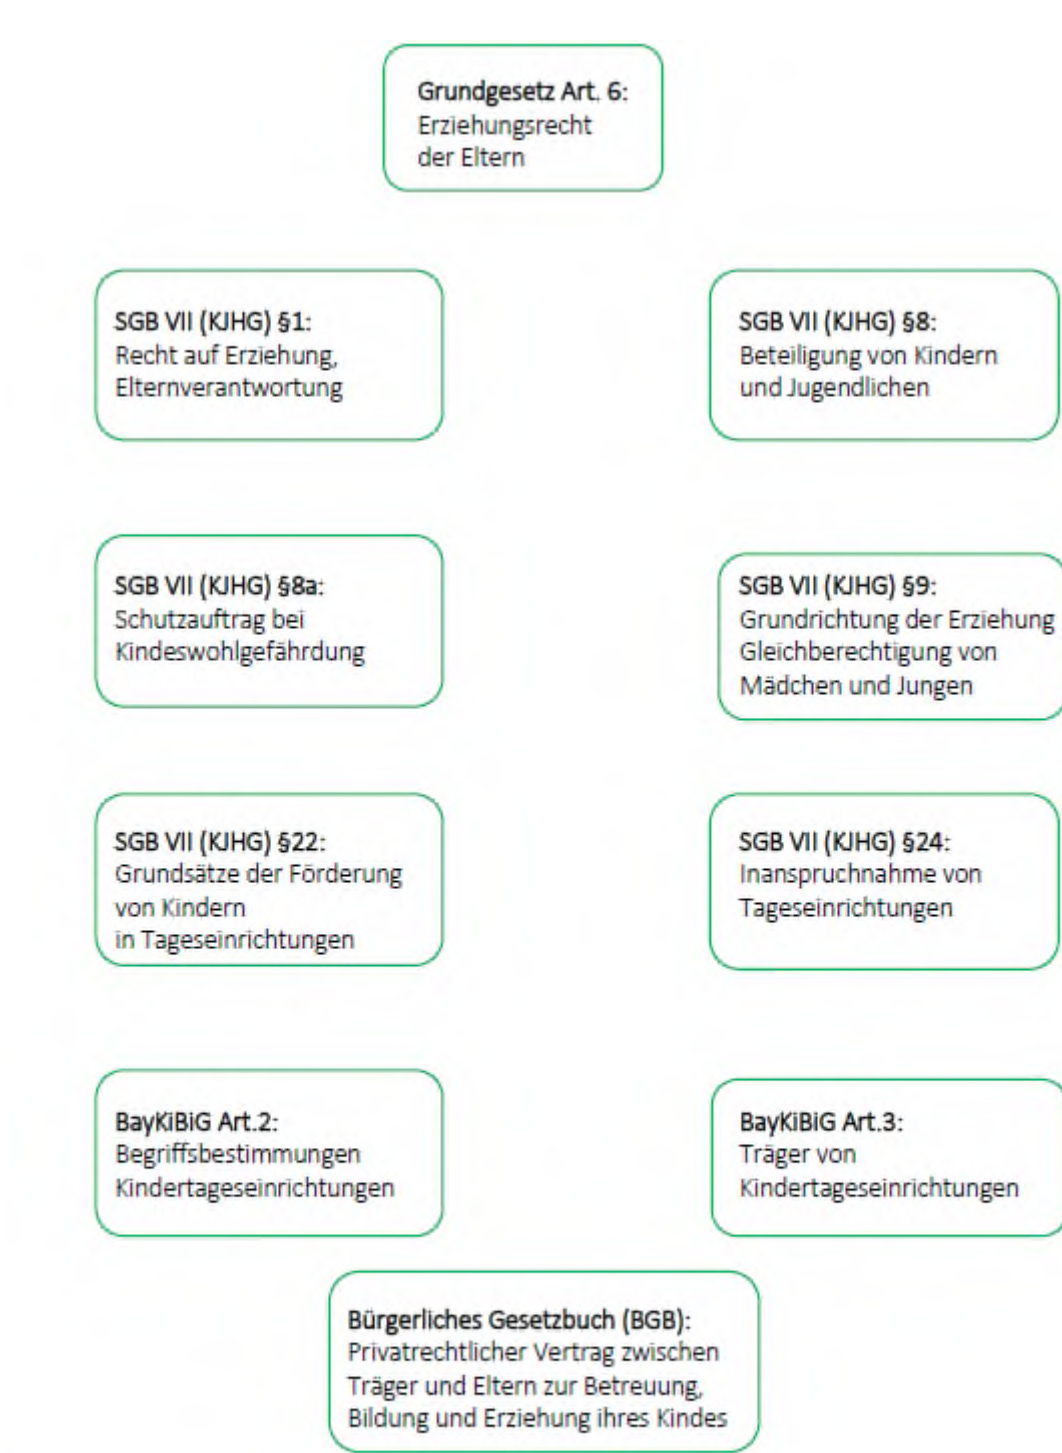 Grundgesetz Art. 6:
Erziehungsrecht
der Eltern
SGB VII (KJHG) §1:
Recht auf Erziehung,
Elternverantwortung
SGB VII (KJHG) §8:
Beteiligung von Kindern
und Jugendlichen
SGB VII (KJHG) §8a:
Schutzauftrag bei
Kindeswohlgefährdung
SGB VII (KJHG) §9:
Grundrichtung der Erziehung
Gleichberechtigung von
Mädchen und Jungen
SGB VII (KJHG) §22:
Grundsätze der Förderung
von Kindern
in Tageseinrichtungen
SGB VII (KJHG) §24:
Inanspruchnahme von
Tageseinrichtungen
BayKiBiG Art.2:
Begriffsbestimmungen
Kindertageseinrichtungen
BayKiBiG Art.3:
Träger von
Kindertageseinrichtungen
Bürgerliches Gesetzbuch (BGB):
Privatrechtlicher Vertrag zwischen
Träger und Eltern zur Betreuung,
Bildung und Erziehung ihres Kindes